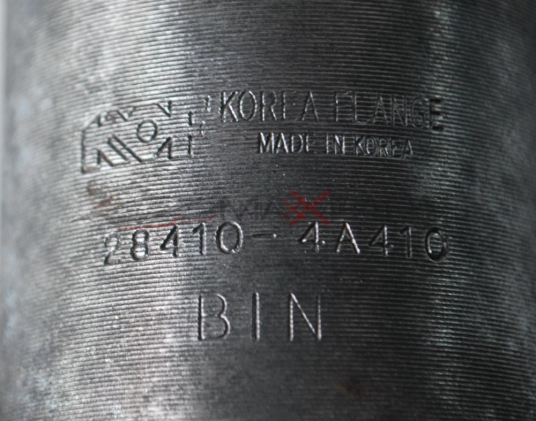 KOREA FLANGE
MADE IN KOREA
28410-4A410
BIN